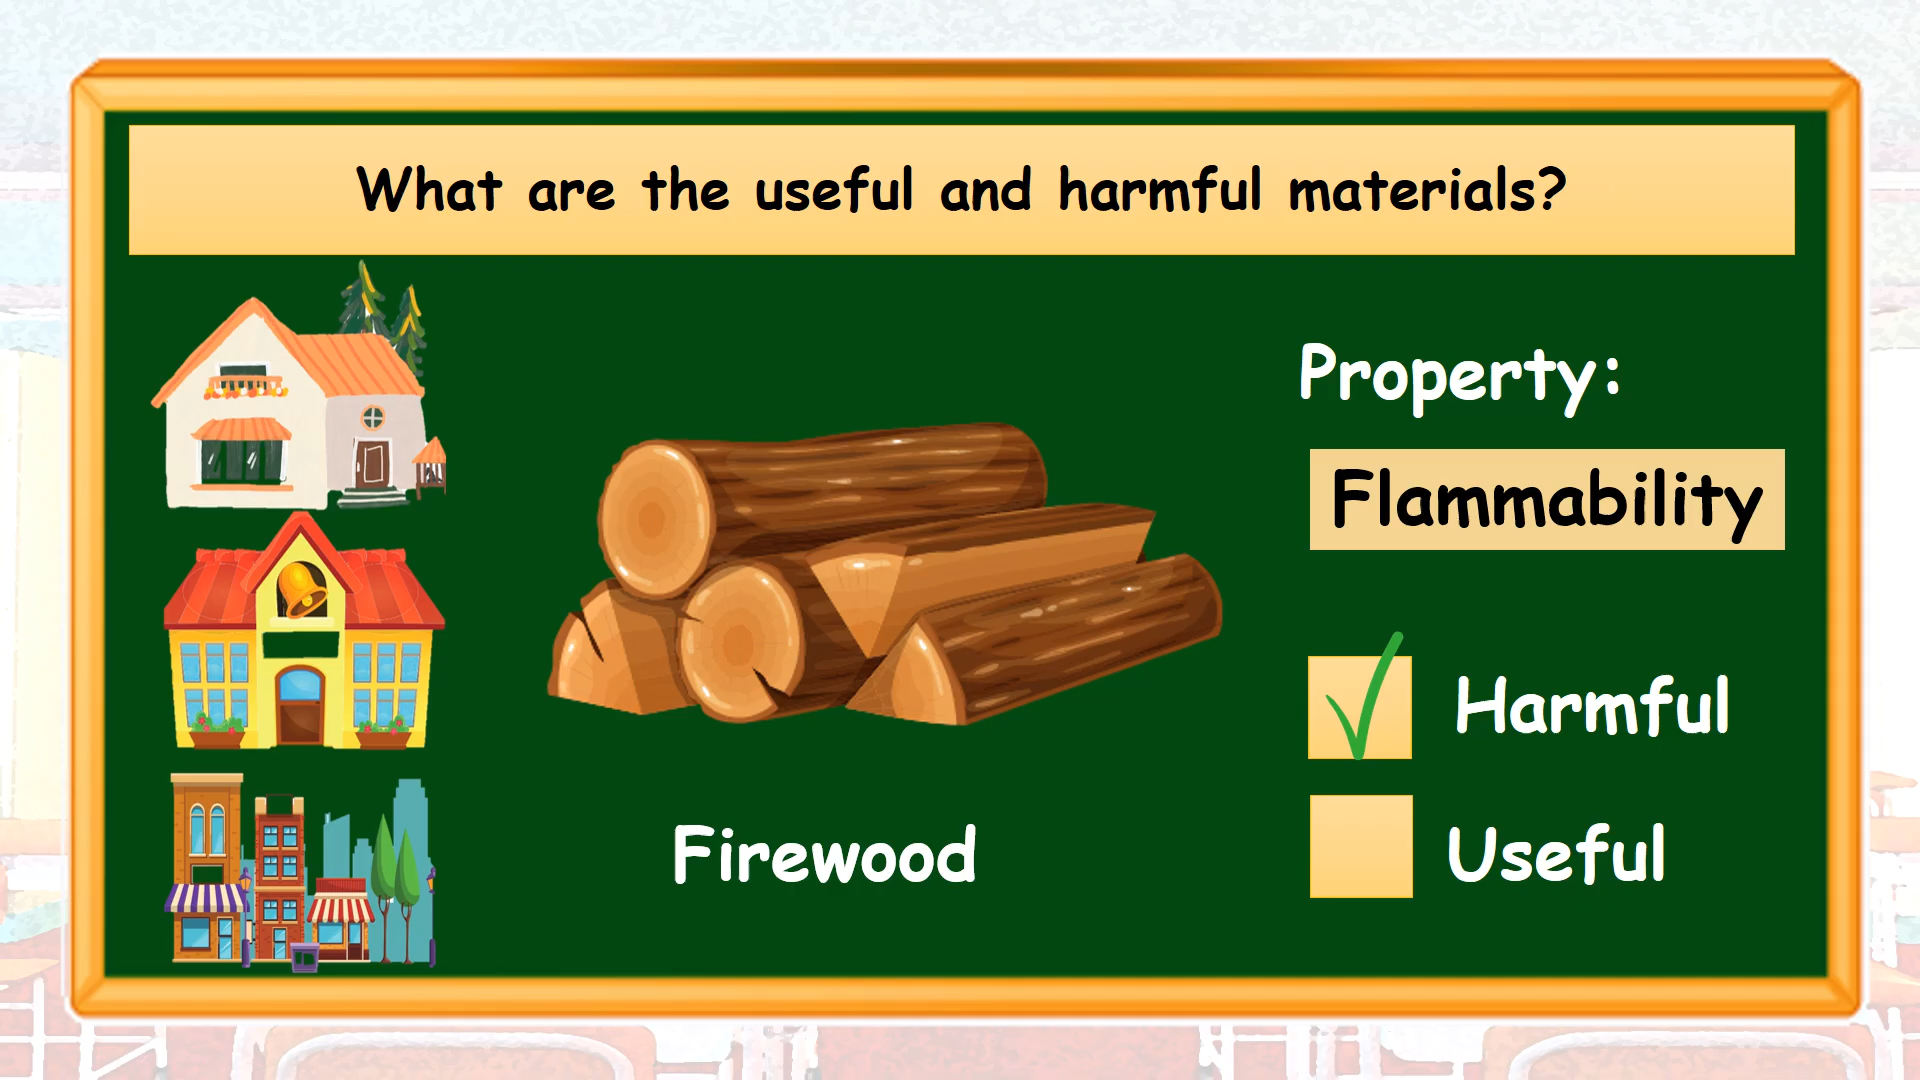 What are the useful and harmful materials?
Property:
Flammability
Harmful
Firewood
Useful